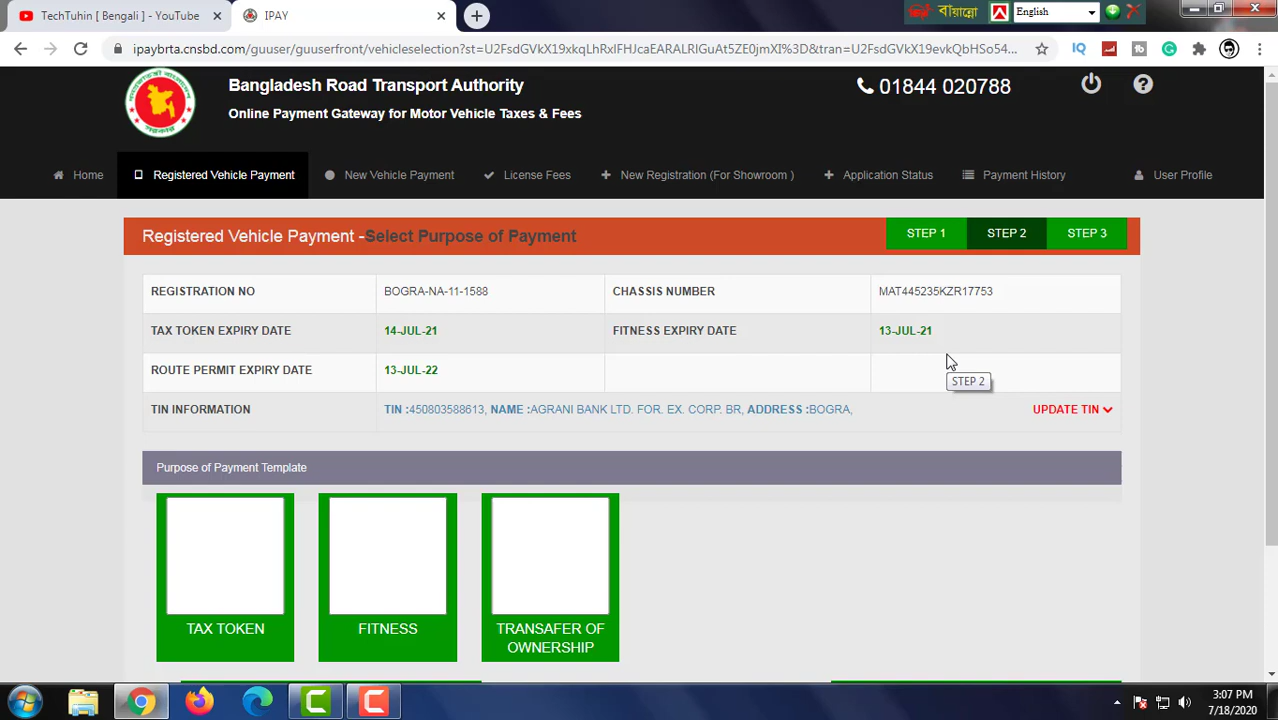 TechTuhin [ Bengali ] - YouTube
IPAY
বাঁয়ান্নো
English
ipaybrta.cnsbd.com/guuser/guuserfront/vehicleselection?st=U2FsdGVkX19xkqLhRxIFHJcaEARALRIGuAt5ZE0jmXI%3D&tran=U2FsdGVkX19evkQbHSo54...
IQ
Bangladesh Road Transport Authority
01844 020788
Online Payment Gateway for Motor Vehicle Taxes & Fees
Home
Registered Vehicle Payment
New Vehicle Payment
License Fees
New Registration (For Showroom )
Application Status
Payment History
User Profile
Registered Vehicle Payment -Select Purpose of Payment
STEP 1
STEP 2
STEP 3
REGISTRATION NO
BOGRA-NA-11-1588
CHASSIS NUMBER
MAT445235KZR17753
TAX TOKEN EXPIRY DATE
14-JUL-21
FITNESS EXPIRY DATE
13-JUL-21
ROUTE PERMIT EXPIRY DATE
13-JUL-22
STEP 2
TIN INFORMATION
TIN :450803588613, NAME :AGRANI BANK LTD. FOR. EX. CORP. BR, ADDRESS :BOGRA,
UPDATE TIN
Purpose of Payment Template
TAX TOKEN
FITNESS
TRANSAFER OF
OWNERSHIP
3:07 PM
7/18/2020